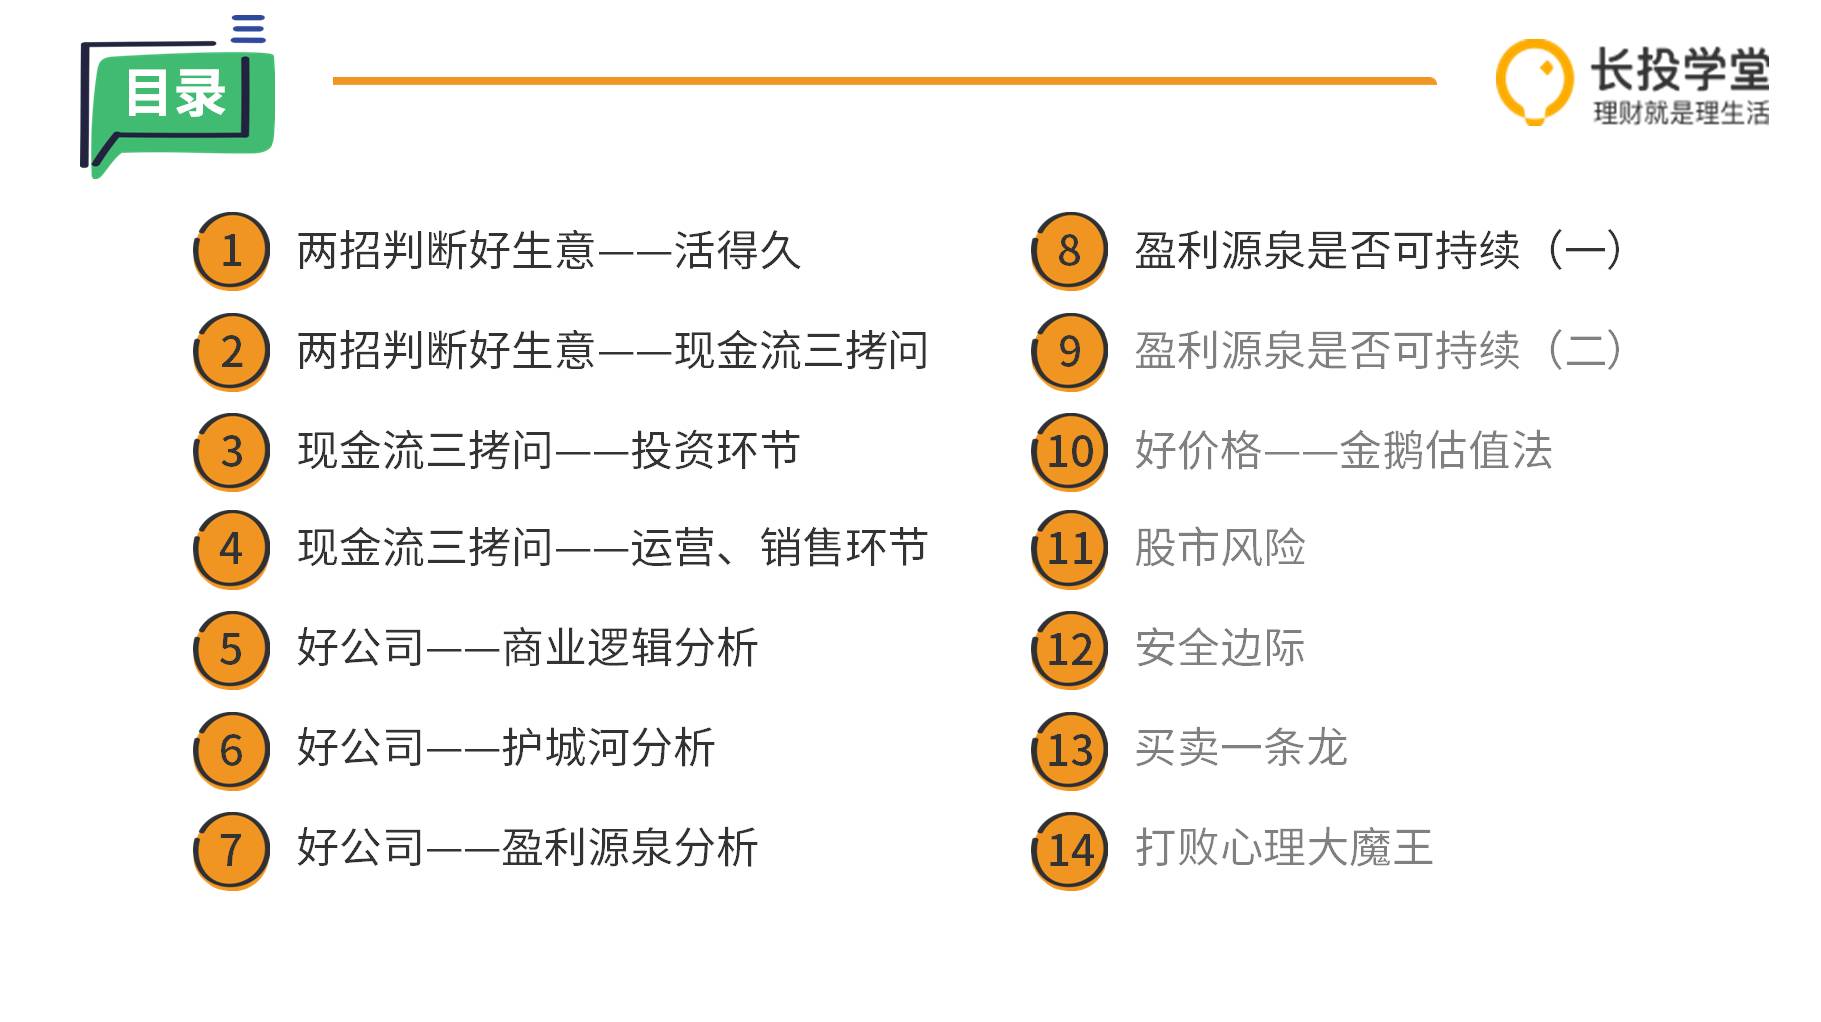 目录
长投学堂
理财就是理生活
1 两招判断好生意——活得久
2 两招判断好生意——现金流三拷问
3 现金流三拷问——投资环节
4 现金流三拷问——运营、销售环节
5 好公司——商业逻辑分析
6 好公司——护城河分析
7 好公司——盈利源泉分析
8 盈利源泉是否可持续（一）
9 盈利源泉是否可持续（二）
10 好价格——金鹅估值法
11 股市风险
12 安全边际
13 买卖一条龙
14 打败心理大魔王